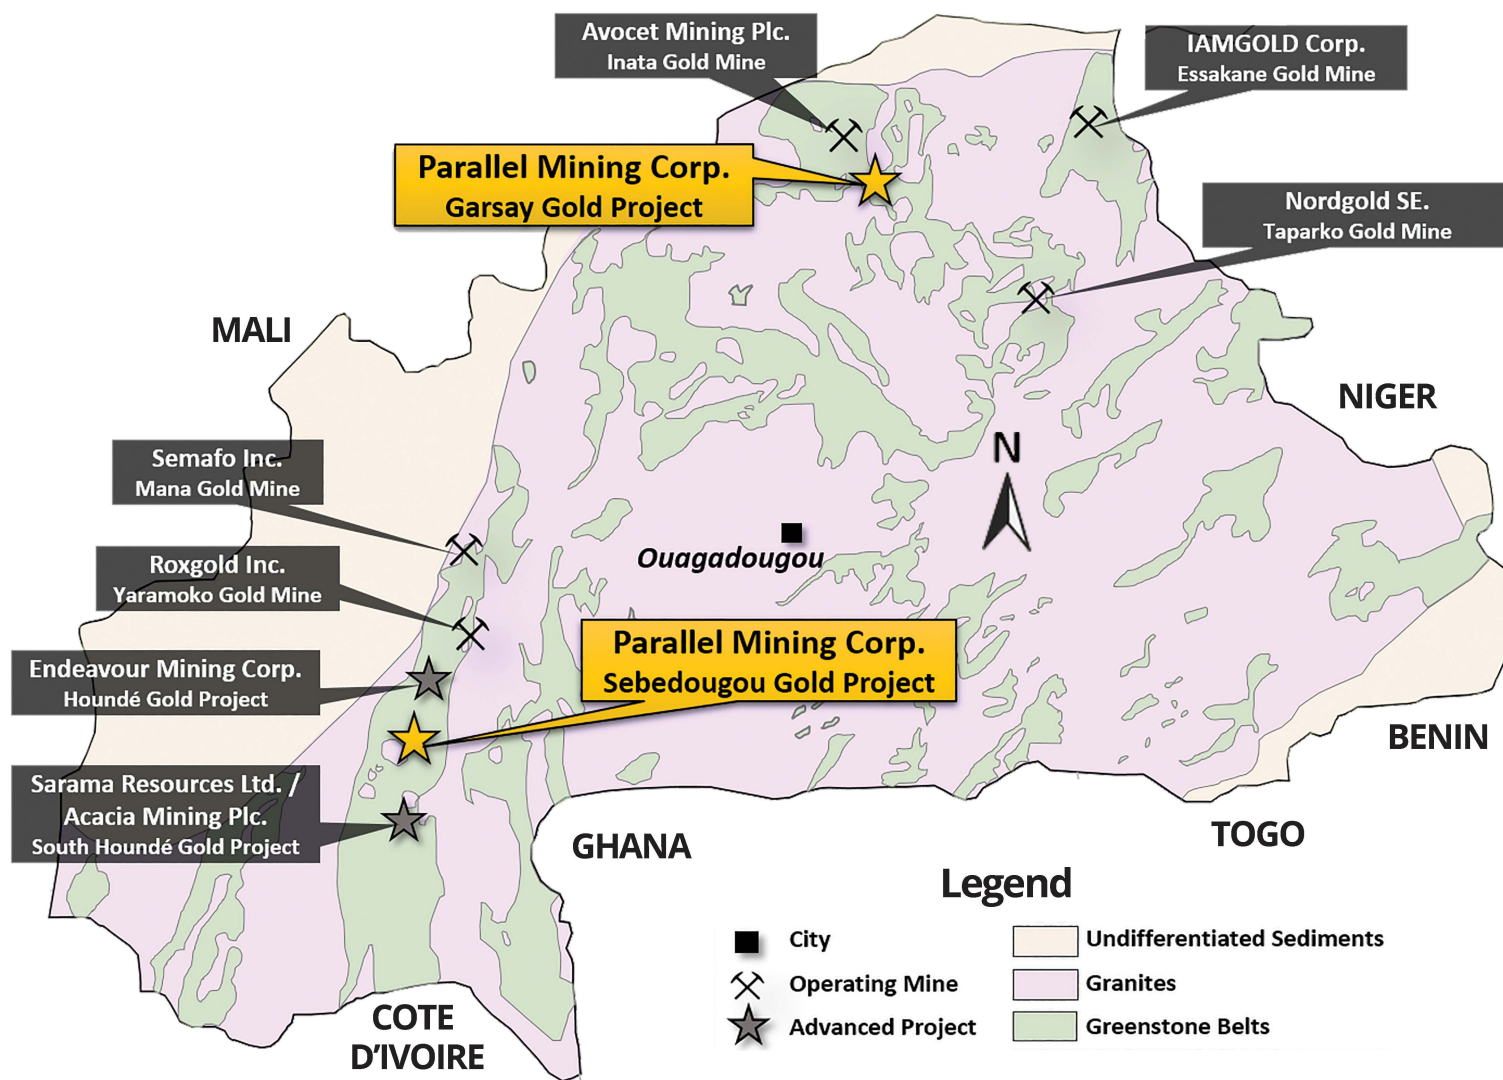 Avocet Mining Plc.
Inata Gold Mine
IAMGOLD Corp.
Essakane Gold Mine
Parallel Mining Corp.
Garsay Gold Project
Nordgold SE.
Taparko Gold Mine
MALI
NIGER
Semafo Inc.
Mana Gold Mine
N
Ouagadougou
Roxgold Inc.
Yaramoko Gold Mine
Parallel Mining Corp.
Sebedougou Gold Project
Endeavour Mining Corp.
Houndé Gold Project
BENIN
Sarama Resources Ltd. /
Acacia Mining Plc.
South Houndé Gold Project
GHANA
TOGO
COTE
D'IVOIRE
Legend
City
Operating Mine
Advanced Project
Undifferentiated Sediments
Granites
Greenstone Belts